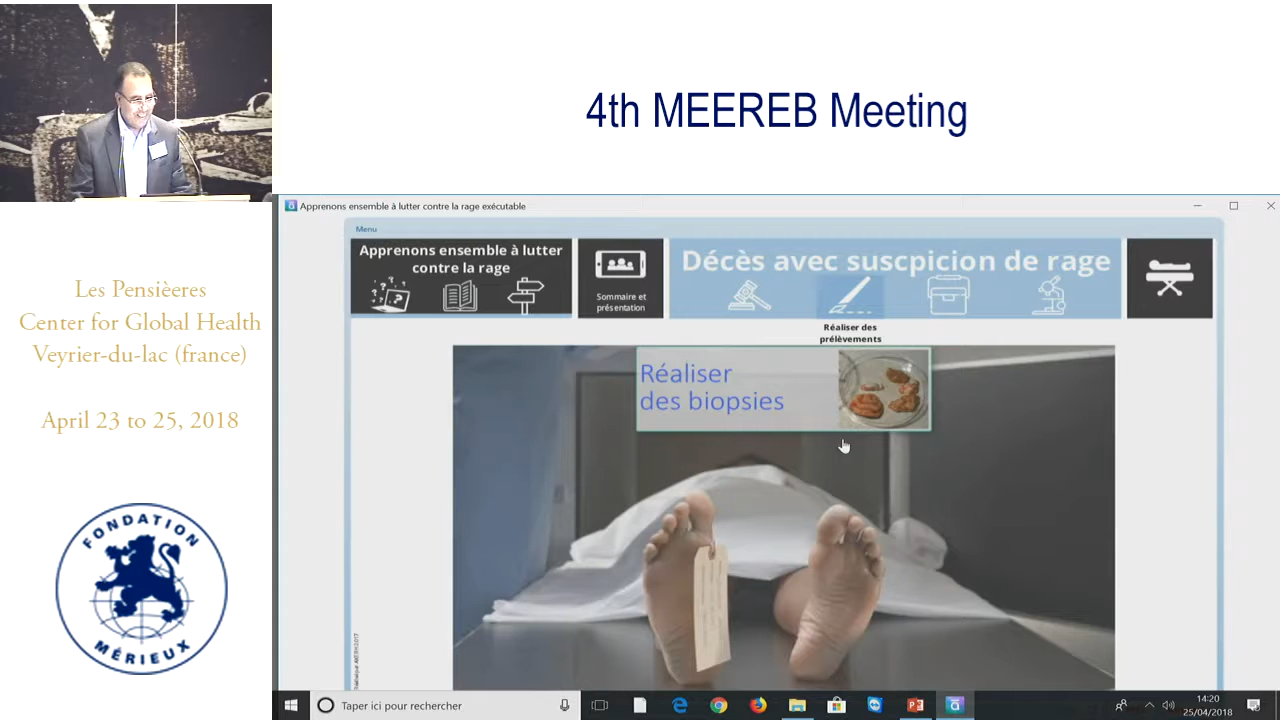 4th MEEREB Meeting
Les Pensièeres
Center for Global Health
Veyrier-du-lac (france)
April 23 to 25, 2018
FONDATION
MÉRIEUX
Apprenons ensemble à lutter contre la rage exécutable
Menu
Apprenons ensemble à lutter
contre la rage
Sommaire et
présentation
Décès avec suscpicion de rage
Réaliser des
prélèvements
Réaliser
des biopsies
Taper ici pour rechercher
14:20
25/04/2018